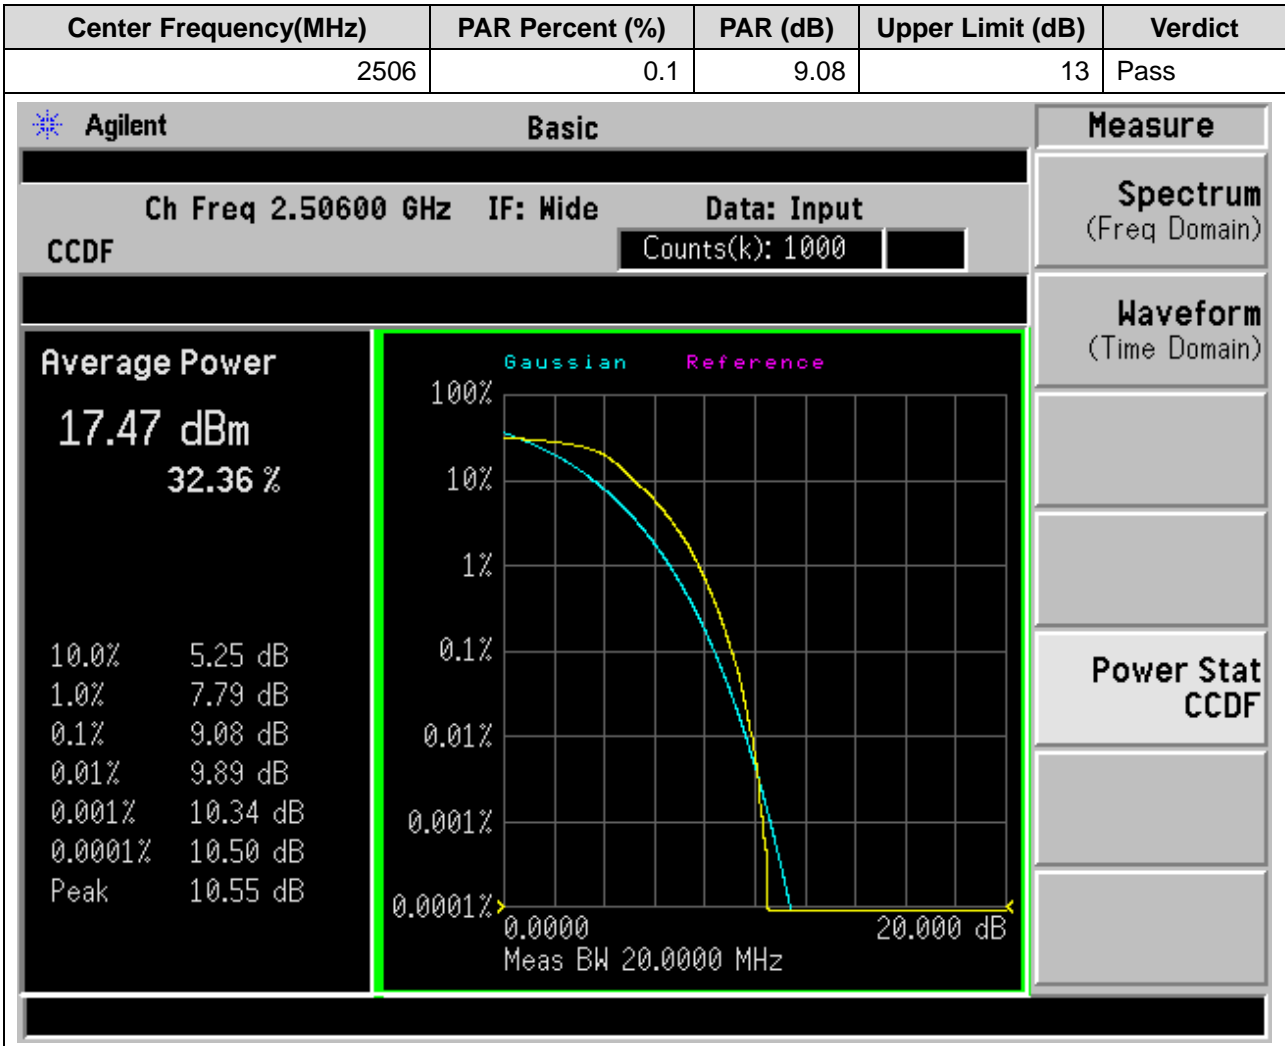 Center Frequency(MHz) PAR Percent (%) PAR (dB) Upper Limit (dB) Verdict
2506 0.1 9.08 13 Pass
Agilent Basic Measure
Ch Freq 2.50600 GHz IF: Wide Data: Input
CCDF Counts(k): 1000
Average Power
17.47 dBm
32.36 %
10.0% 5.25 dB
1.0% 7.79 dB
0.1% 9.08 dB
0.01% 9.89 dB
0.001% 10.34 dB
0.0001% 10.50 dB
Peak 10.55 dB
Gaussian Reference
100%
10%
1%
0.1%
0.01%
0.001%
0.0001%
0.0000 20.000 dB
Meas BW 20.0000 MHz
Spectrum
(Freq Domain)
Waveform
(Time Domain)
Power Stat
CCDF